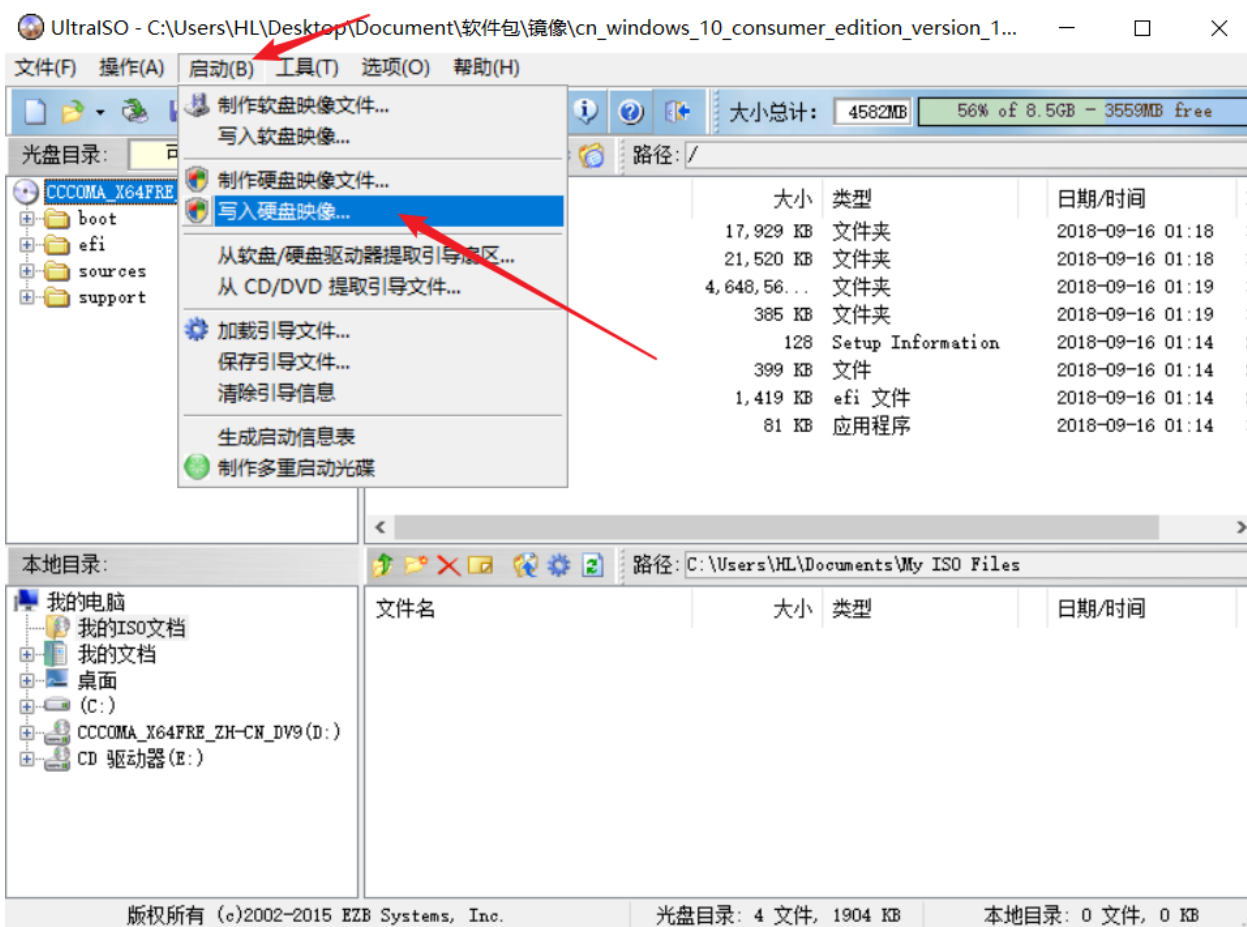 UltraISO - C:\Users\HL\Desktop\Document\软件包\镜像\cn_windows_10_consumer_edition_version_1...
文件(F) 操作(A) 启动(B) 工具(T) 选项(O) 帮助(H)
大小总计: 4582MB 56% of 8.5GB - 3559MB free
光盘目录: 可 路径: /
制作软盘映像文件...
写入软盘映像...
制作硬盘映像文件...
写入硬盘映像...
从软盘/硬盘驱动器提取引导扇区...
从 CD/DVD 提取引导文件...
加载引导文件...
保存引导文件...
清除引导信息
生成启动信息表
制作多重启动光碟
CCCOMA_X64FRE
boot
efi
sources
support
大小 类型 日期/时间
17,929 KB 文件夹 2018-09-16 01:18
21,520 KB 文件夹 2018-09-16 01:18
4,648,56... 文件夹 2018-09-16 01:19
385 KB 文件夹 2018-09-16 01:19
128 Setup Information 2018-09-16 01:14
399 KB 文件 2018-09-16 01:14
1,419 KB efi 文件 2018-09-16 01:14
81 KB 应用程序 2018-09-16 01:14
本地目录: 路径: C:\Users\HL\Documents\My ISO Files
我的电脑
我的ISO文档
我的文档
桌面
(C:)
CCCOMA_X64FRE_ZH-CN_DV9(D:)
CD 驱动器(E:)
文件名 大小 类型 日期/时间
版权所有 (c)2002-2015 EZB Systems, Inc. 光盘目录: 4 文件, 1904 KB 本地目录: 0 文件, 0 KB